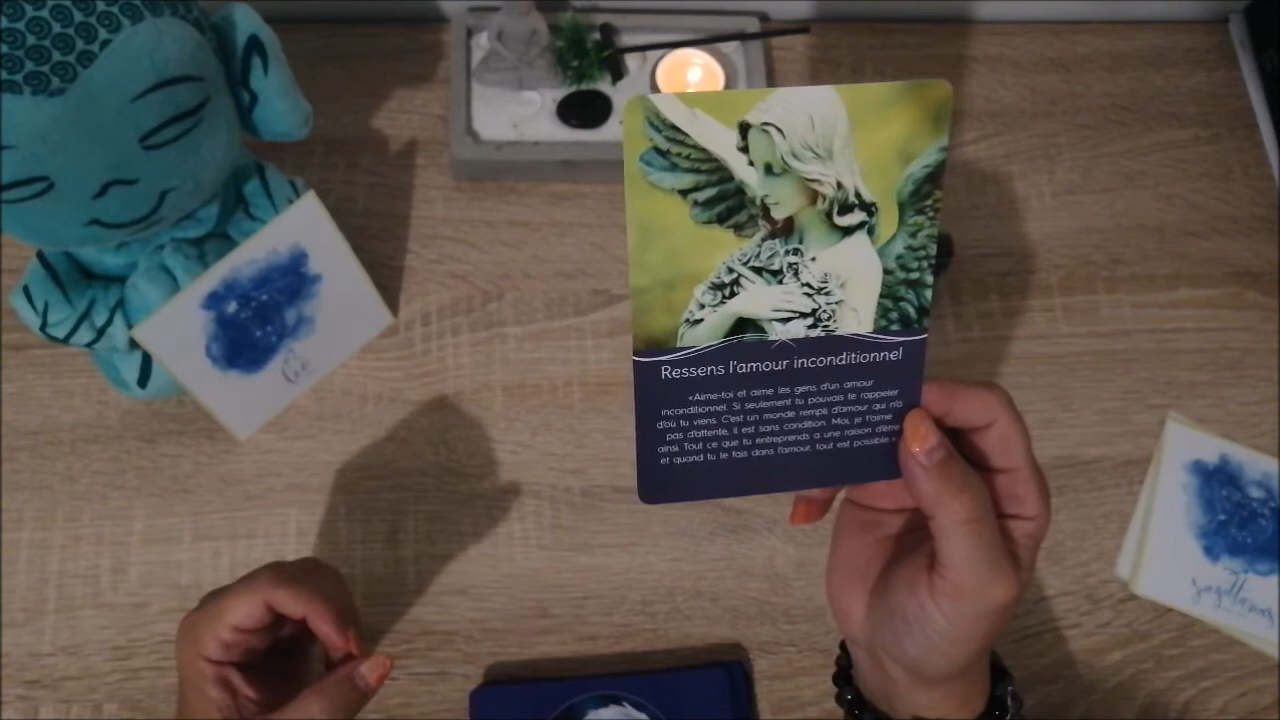 Ressens l'amour inconditionnel
«Aime-toi et aime les gens d'un amour
inconditionnel. Si seulement tu pouvais te rappeler
d'où tu viens. C'est un monde rempli d'amour qui n'a
pas d'attente, il est sans condition. Moi, je t'aime
ainsi. Tout ce que tu entreprends a une raison d'être
et quand tu le fais dans l'amour, tout est possible.»
Leo
Sagittarius